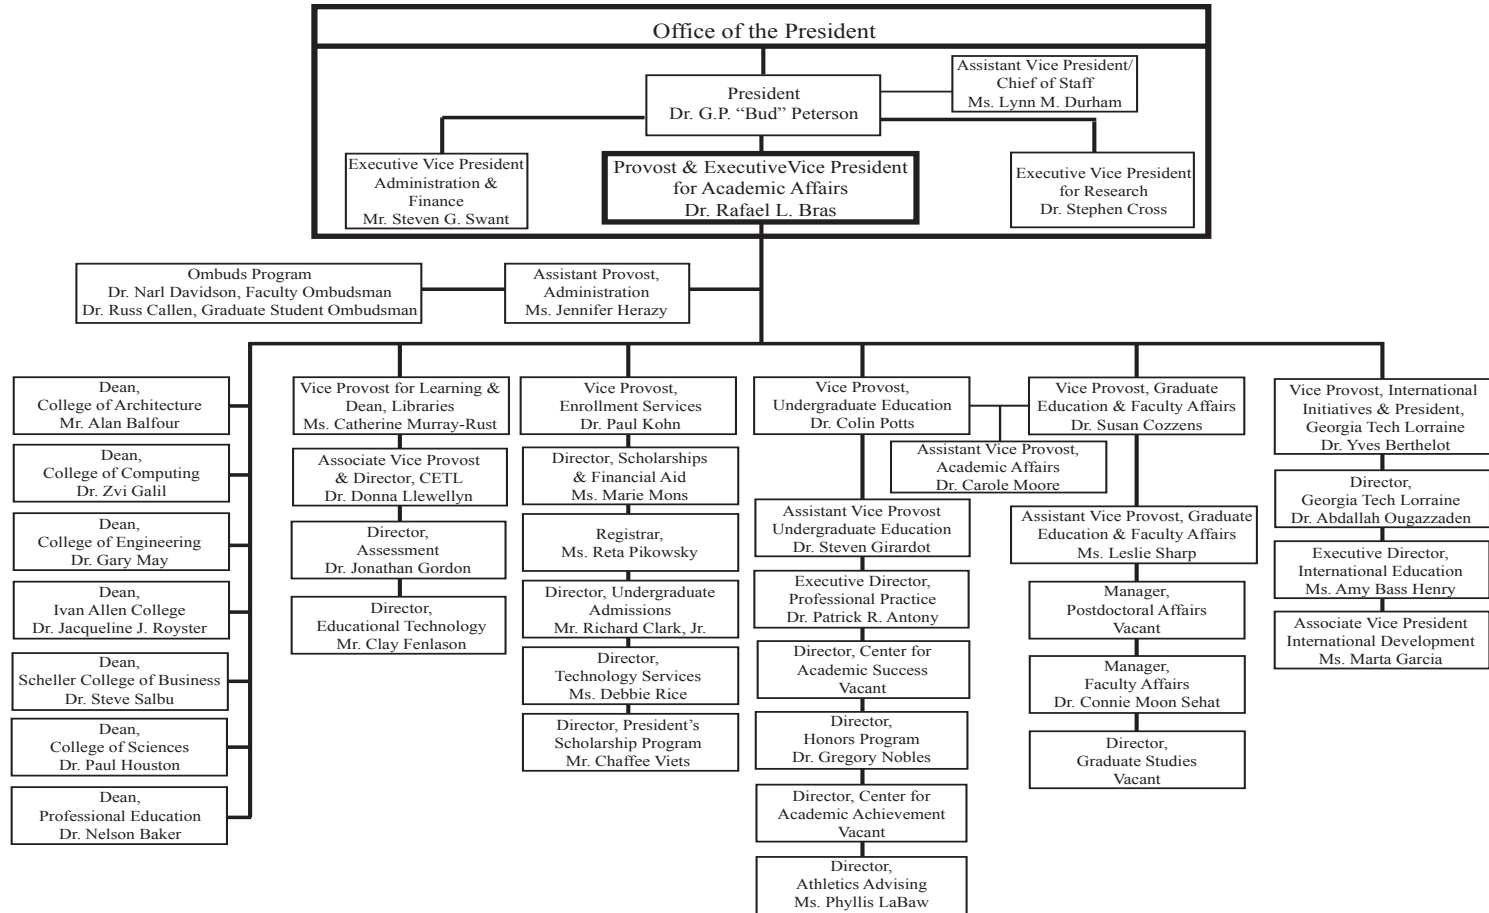 Office of the President
President
Dr. G.P. “Bud” Peterson
Assistant Vice President/
Chief of Staff
Ms. Lynn M. Durham
Executive Vice President
Administration &
Finance
Mr. Steven G. Swant
Provost & ExecutiveVice President
for Academic Affairs
Dr. Rafael L. Bras
Executive Vice President
for Research
Dr. Stephen Cross
Ombuds Program
Dr. Narl Davidson, Faculty Ombudsman
Dr. Russ Callen, Graduate Student Ombudsman
Assistant Provost,
Administration
Ms. Jennifer Herazy
Dean,
College of Architecture
Mr. Alan Balfour
Dean,
College of Computing
Dr. Zvi Galil
Dean,
College of Engineering
Dr. Gary May
Dean,
Ivan Allen College
Dr. Jacqueline J. Royster
Dean,
Scheller College of Business
Dr. Steve Salbu
Dean,
College of Sciences
Dr. Paul Houston
Dean,
Professional Education
Dr. Nelson Baker
Vice Provost for Learning &
Dean, Libraries
Ms. Catherine Murray-Rust
Associate Vice Provost
& Director, CETL
Dr. Donna Llewellyn
Director,
Assessment
Dr. Jonathan Gordon
Director,
Educational Technology
Mr. Clay Fenlason
Vice Provost,
Enrollment Services
Dr. Paul Kohn
Director, Scholarships
& Financial Aid
Ms. Marie Mons
Registrar,
Ms. Reta Pikowsky
Director, Undergraduate
Admissions
Mr. Richard Clark, Jr.
Director,
Technology Services
Ms. Debbie Rice
Director, President’s
Scholarship Program
Mr. Chaffee Viets
Vice Provost,
Undergraduate Education
Dr. Colin Potts
Assistant Vice Provost,
Academic Affairs
Dr. Carole Moore
Assistant Vice Provost
Undergraduate Education
Dr. Steven Girardot
Executive Director,
Professional Practice
Dr. Patrick R. Antony
Director, Center for
Academic Success
Vacant
Director,
Honors Program
Dr. Gregory Nobles
Director, Center for
Academic Achievement
Vacant
Director,
Athletics Advising
Ms. Phyllis LaBaw
Vice Provost, Graduate
Education & Faculty Affairs
Dr. Susan Cozzens
Assistant Vice Provost, Graduate
Education & Faculty Affairs
Ms. Leslie Sharp
Manager,
Postdoctoral Affairs
Vacant
Manager,
Faculty Affairs
Dr. Connie Moon Sehat
Director,
Graduate Studies
Vacant
Vice Provost, International
Initiatives & President,
Georgia Tech Lorraine
Dr. Yves Berthelot
Director,
Georgia Tech Lorraine
Dr. Abdallah Ougazzaden
Executive Director,
International Education
Ms. Amy Bass Henry
Associate Vice President
International Development
Ms. Marta Garcia